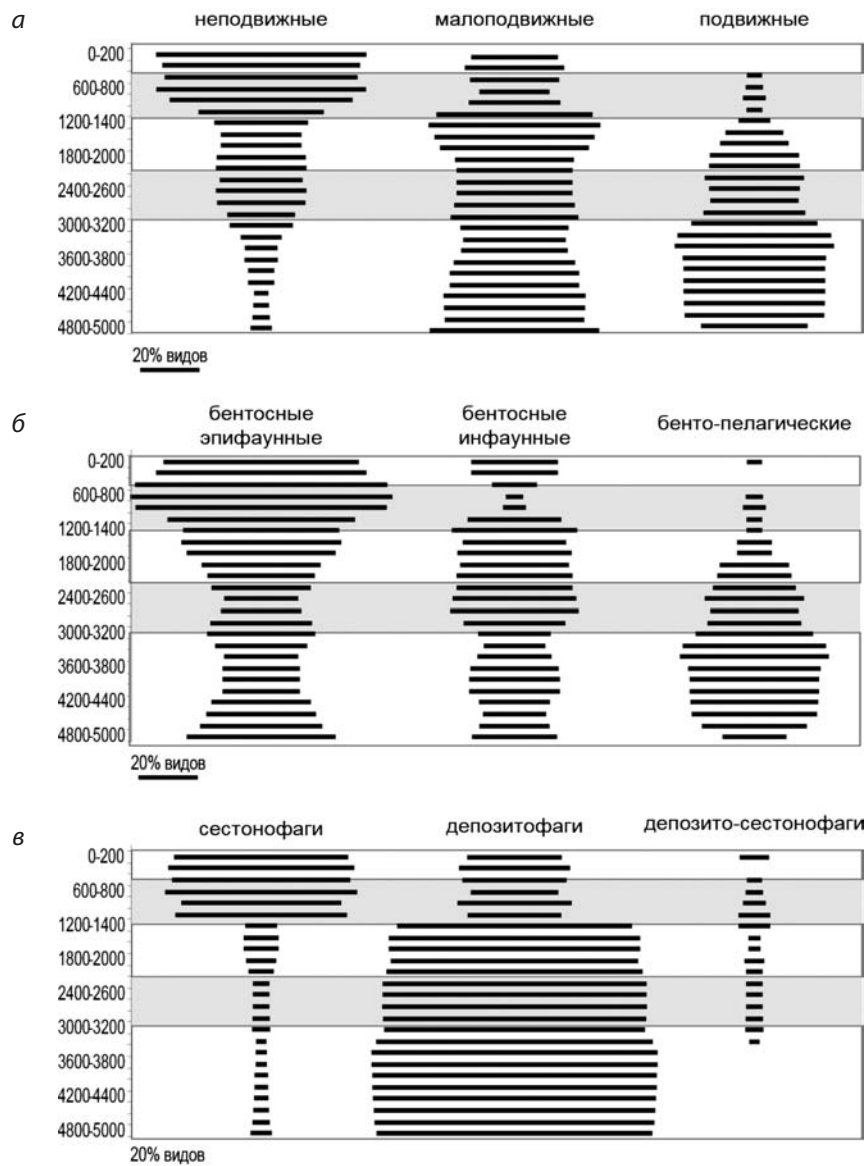 а
неподвижные малоподвижные подвижные
0-200
600-800
1200-1400
1800-2000
2400-2600
3000-3200
3600-3800
4200-4400
4800-5000
20% видов
б
бентосные бентосные бенто-пелагические
эпифаунные инфаунные
0-200
600-800
1200-1400
1800-2000
2400-2600
3000-3200
3600-3800
4200-4400
4800-5000
20% видов
в
сестонофаги депозитофаги депозито-сестонофаги
0-200
600-800
1200-1400
1800-2000
2400-2600
3000-3200
3600-3800
4200-4400
4800-5000
20% видов